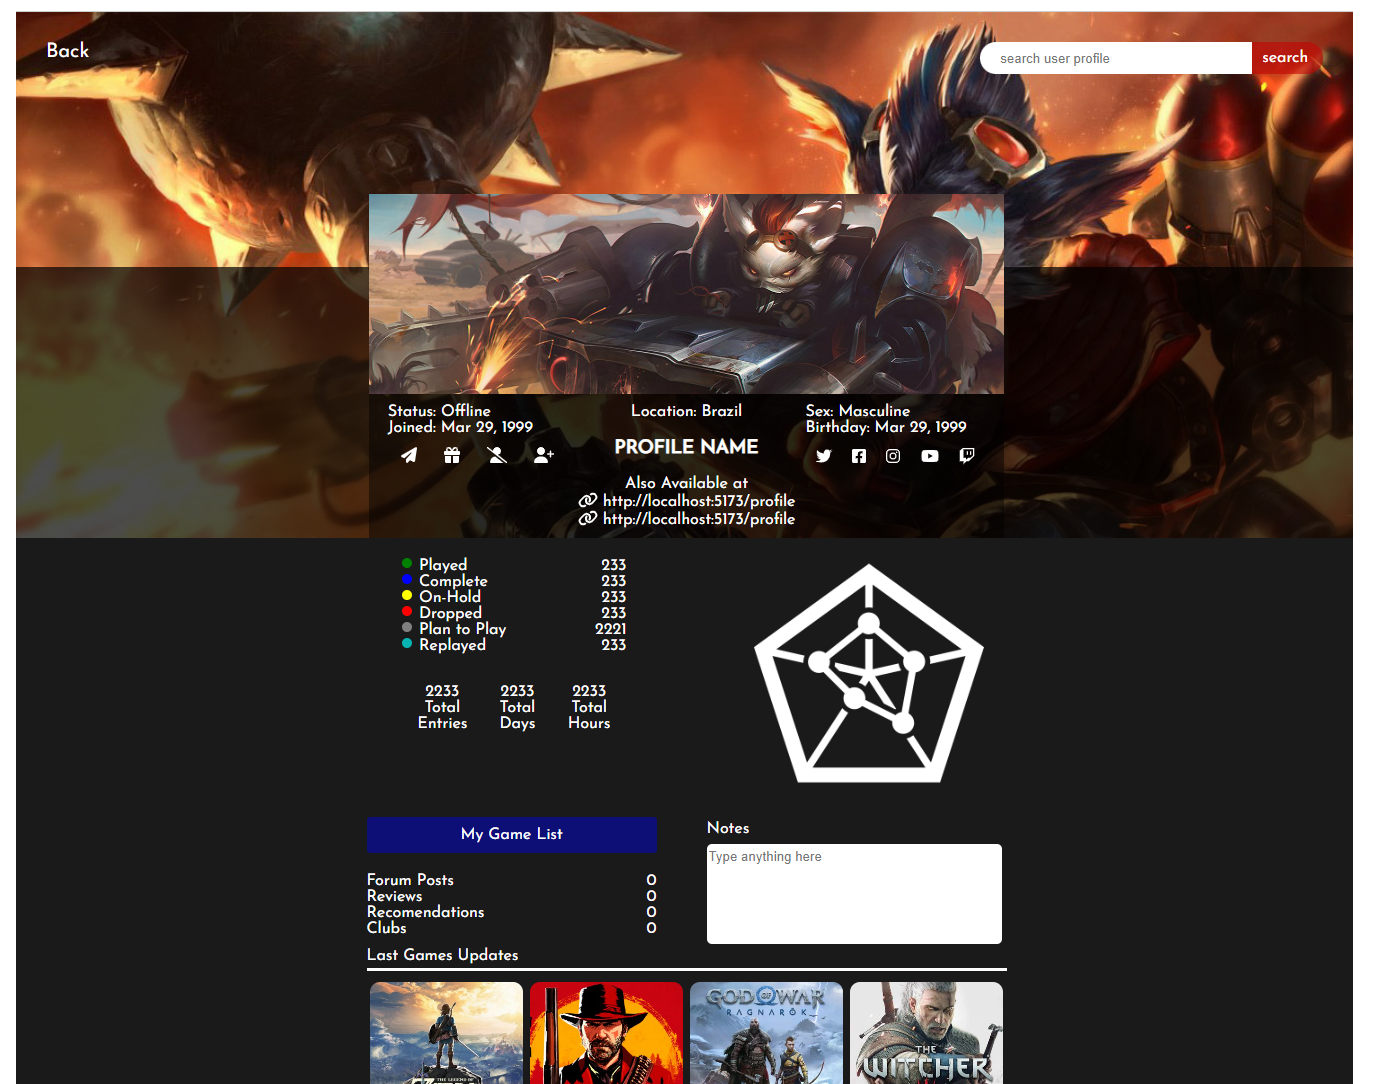 Back
search user profile
search
Status: Offline
Joined: Mar 29, 1999
Location: Brazil
Sex: Masculine
Birthday: Mar 29, 1999
PROFILE NAME
Also Available at
http://localhost:5173/profile
http://localhost:5173/profile
Played 233
Complete 233
On-Hold 233
Dropped 233
Plan to Play 2221
Replayed 233
2233 Total Entries
2233 Total Days
2233 Total Hours
My Game List
Notes
Type anything here
Forum Posts 0
Reviews 0
Recomendations 0
Clubs 0
Last Games Updates
THE LEGEND OF
GOD OF WAR
RAGNARÖK
THE
WITCHER